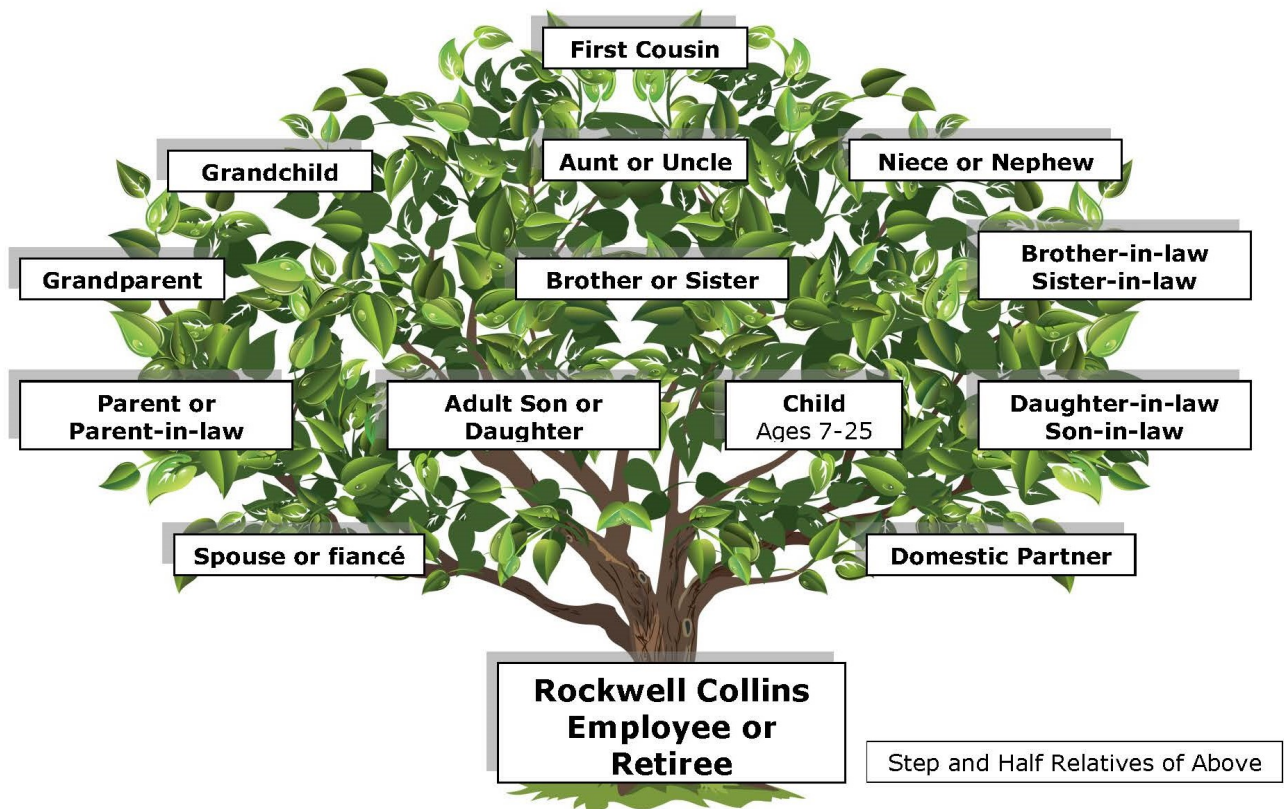 First Cousin
Grandchild
Aunt or Uncle
Niece or Nephew
Grandparent
Brother or Sister
Brother-in-law
Sister-in-law
Parent or
Parent-in-law
Adult Son or
Daughter
Child
Ages 7-25
Daughter-in-law
Son-in-law
Spouse or fiancé
Domestic Partner
Rockwell Collins
Employee or
Retiree
Step and Half Relatives of Above